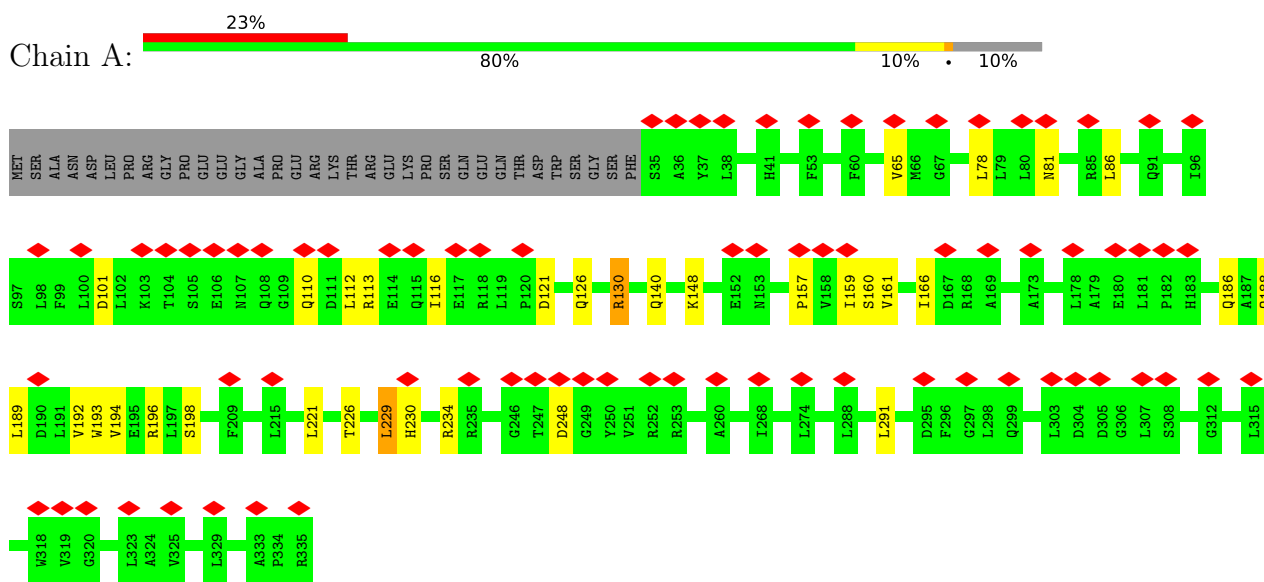 23%
Chain A:
80% 10% • 10%
MET SER ALA ASN ASP LEU PRO ARG GLY PRO GLU GLU GLY ALA PRO GLU ARG LYS THR ARG GLU LYS PRO SER GLN GLU GLN THR ASP TRP SER GLY SER PHE S35 A36 Y37 L38 H41 F53 F60 V65 M66 G67 L78 L79 L80 N81 R85 L86 Q91 I96
S97 L98 F99 L100 D101 L102 K103 T104 S105 E106 N107 Q108 G109 Q110 D111 L112 R113 E114 Q115 I116 E117 R118 L119 P120 D121 Q126 R130 Q140 K148 E152 N153 P157 V158 I159 S160 V161 I166 D167 R168 A169 A173 L178 A179 E180 L181 P182 H183 Q186 A187
L189 D190 L191 V192 W193 V194 E195 R196 L197 S198 F209 L215 L221 T226 L229 H230 R234 R235 G246 T247 D248 G249 Y250 V251 R252 R253 A260 I268 L274 L288 L291 D295 F296 G297 L298 Q299 L303 D304 D305 G306 L307 S308 G312 L315
W318 V319 G320 L323 A324 V325 L329 A333 P334 R335